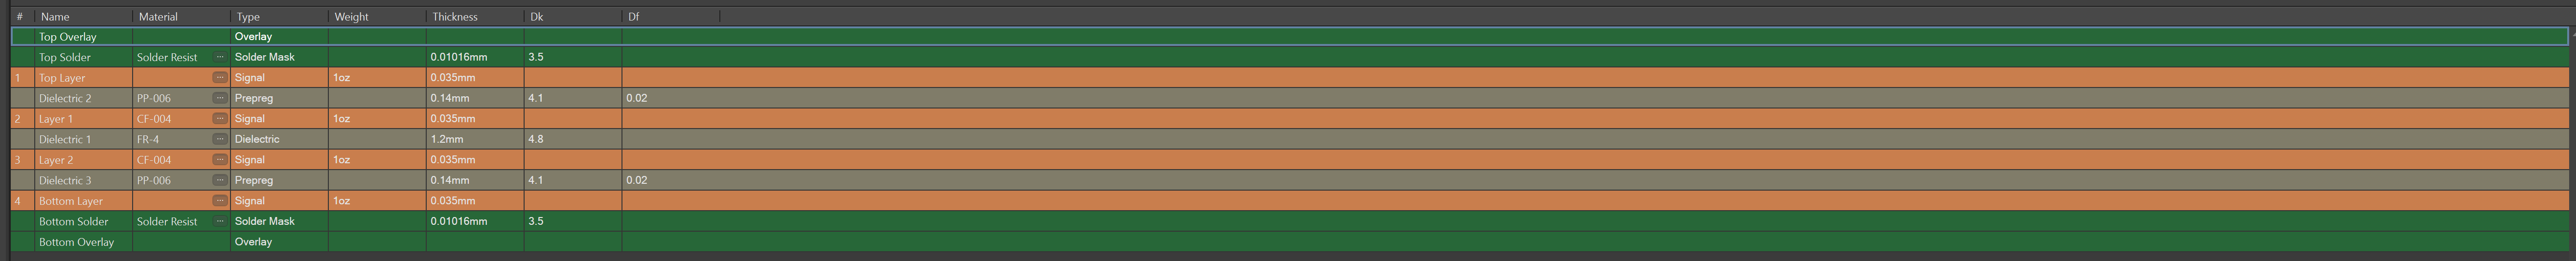 # Name Material Type Weight Thickness Dk Df
Top Overlay Overlay
Top Solder Solder Resist ... Solder Mask 0.01016mm 3.5
1 Top Layer ... Signal 1oz 0.035mm
Dielectric 2 PP-006 ... Prepreg 0.14mm 4.1 0.02
2 Layer 1 CF-004 ... Signal 1oz 0.035mm
Dielectric 1 FR-4 ... Dielectric 1.2mm 4.8
3 Layer 2 CF-004 ... Signal 1oz 0.035mm
Dielectric 3 PP-006 ... Prepreg 0.14mm 4.1 0.02
4 Bottom Layer ... Signal 1oz 0.035mm
Bottom Solder Solder Resist ... Solder Mask 0.01016mm 3.5
Bottom Overlay Overlay